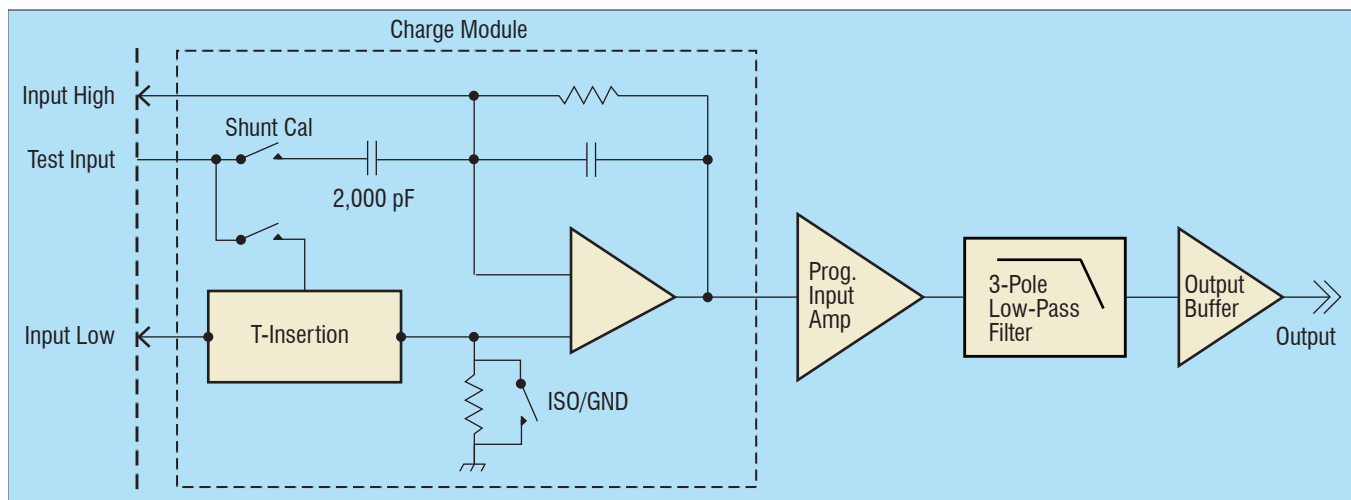 Charge Module
Input High
Shunt Cal
Test Input
2,000 pF
T-Insertion
Input Low
ISO/GND
Prog.
Input
Amp
3-Pole
Low-Pass
Filter
Output
Buffer
Output